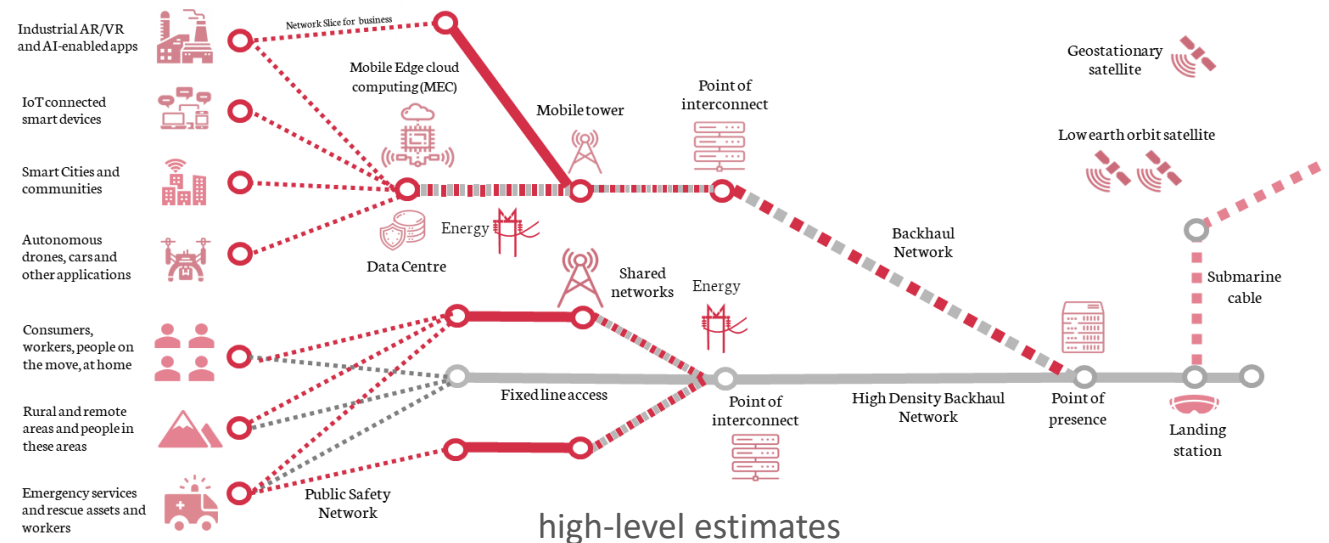 Industrial AR/VR
and AI-enabled apps
Network Slice for business
Mobile Edge cloud
computing (MEC)
Mobile tower
Point of
interconnect
Geostationary
satellite
IoT connected
smart devices
Low earth orbit satellite
Smart Cities and
communities
Energy
Data Centre
Autonomous
drones, cars and
other applications
Backhaul
Network
Shared
networks
Energy
Submarine
cable
Consumers,
workers, people on
the move, at home
Fixed line access
Point of
interconnect
High Density Backhaul
Network
Point of
presence
Landing
station
Rural and remote
areas and people in
these areas
Emergency services
and rescue assets and
workers
Public Safety
Network
high-level estimates